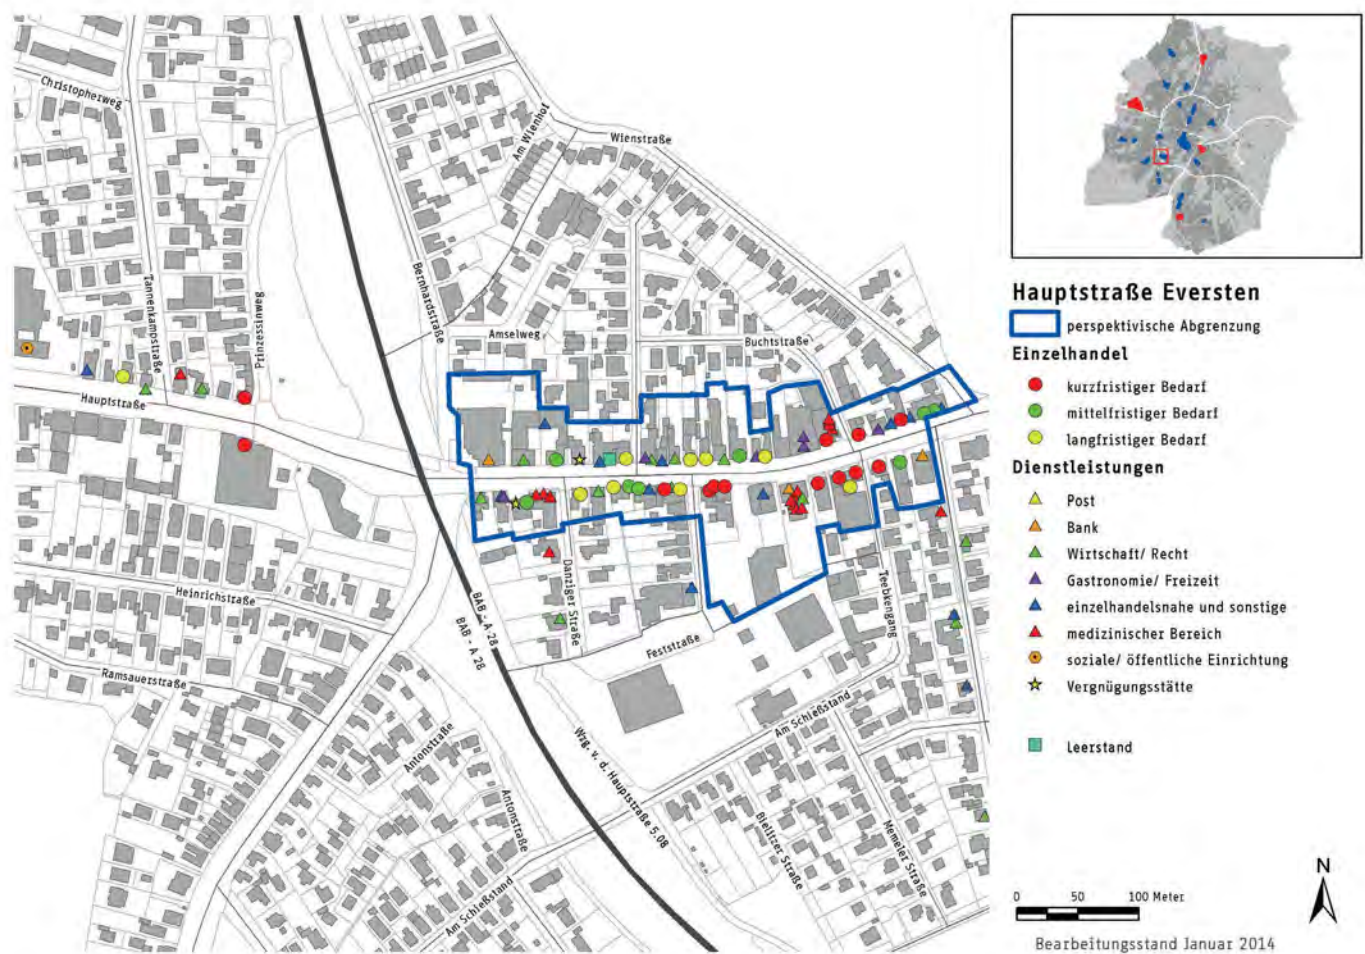 Christopherweg
Am Wienhof
Wienstraße
Tannenkampstraße
Prinzessinweg
Bernhardstraße
Amselweg
Buchtstraße
Hauptstraße
Heinrichstraße
Ramsauerstraße
Antonstraße
Antonstraße
BAB - A 28
BAB - A 28
Danziger Straße
Feststraße
Teebkengang
Am Schießstand
Wzg. v. d. Hauptstraße 5.08
Bielitzer Straße
Memeler Straße
Am Schießstand
Hauptstraße Eversten
perspektivische Abgrenzung
Einzelhandel
kurzfristiger Bedarf
mittelfristiger Bedarf
langfristiger Bedarf
Dienstleistungen
Post
Bank
Wirtschaft/ Recht
Gastronomie/ Freizeit
einzelhandelsnahe und sonstige
medizinischer Bereich
soziale/ öffentliche Einrichtung
Vergnügungsstätte
Leerstand
N
0 50 100 Meter
Bearbeitungsstand Januar 2014